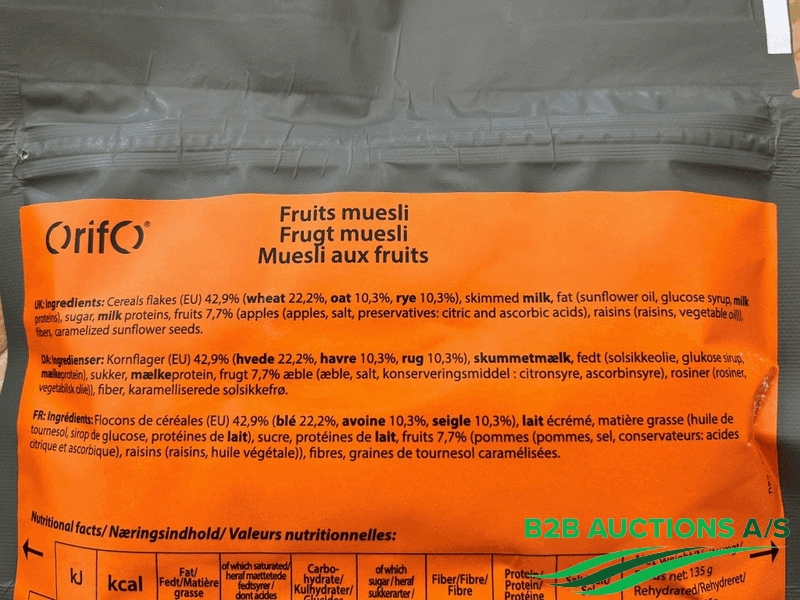 OrifO®
Fruits muesli
Frugt muesli
Muesli aux fruits
UK: Ingredients: Cereals flakes (EU) 42,9% (wheat 22,2%, oat 10,3%, rye 10,3%), skimmed milk, fat (sunflower oil, glucose syrup, milk
proteins), sugar, milk proteins, fruits 7,7% (apples (apples, salt, preservatives: citric and ascorbic acids), raisins (raisins, vegetable oil)),
fibers, caramelized sunflower seeds.
DA: Ingredienser: Kornflager (EU) 42,9% (hvede 22,2%, havre 10,3%, rug 10,3%), skummetmælk, fedt (solsikkeolie, glukose sirup,
mælkeprotein), sukker, mælkeprotein, frugt 7,7% æble (æble, salt, konserveringsmiddel : citronsyre, ascorbinsyre), rosiner (rosiner,
vegetabilsk olie)), fiber, karamelliserede solsikkefrø.
FR: Ingrédients: Flocons de céréales (EU) 42,9% (blé 22,2%, avoine 10,3%, seigle 10,3%), lait écrémé, matière grasse (huile de
tournesol, sirop de glucose, protéines de lait), sucre, protéines de lait, fruits 7,7% (pommes (pommes, sel, conservateurs: acides
citrique et ascorbique), raisins (raisins, huile végétale)), fibres, graines de tournesol caramélisées.
Nutritional facts/ Næringsindhold/ Valeurs nutritionnelles:
B2B AUCTIONS A/S
kJ
kcal
Fat/
Fedt/Matière
grasse
of which saturated/
heraf mættetede
fedtsyrer/
dont acides
Carbo-
hydrate/
Kulhydrater/
Glucides
of which
sugar/heraf
sukkerarter/
Fiber/Fibre/
Fibre
Protein/
Protein/
Protéine
net: 135 g
Rehydrated/Rehydreret/